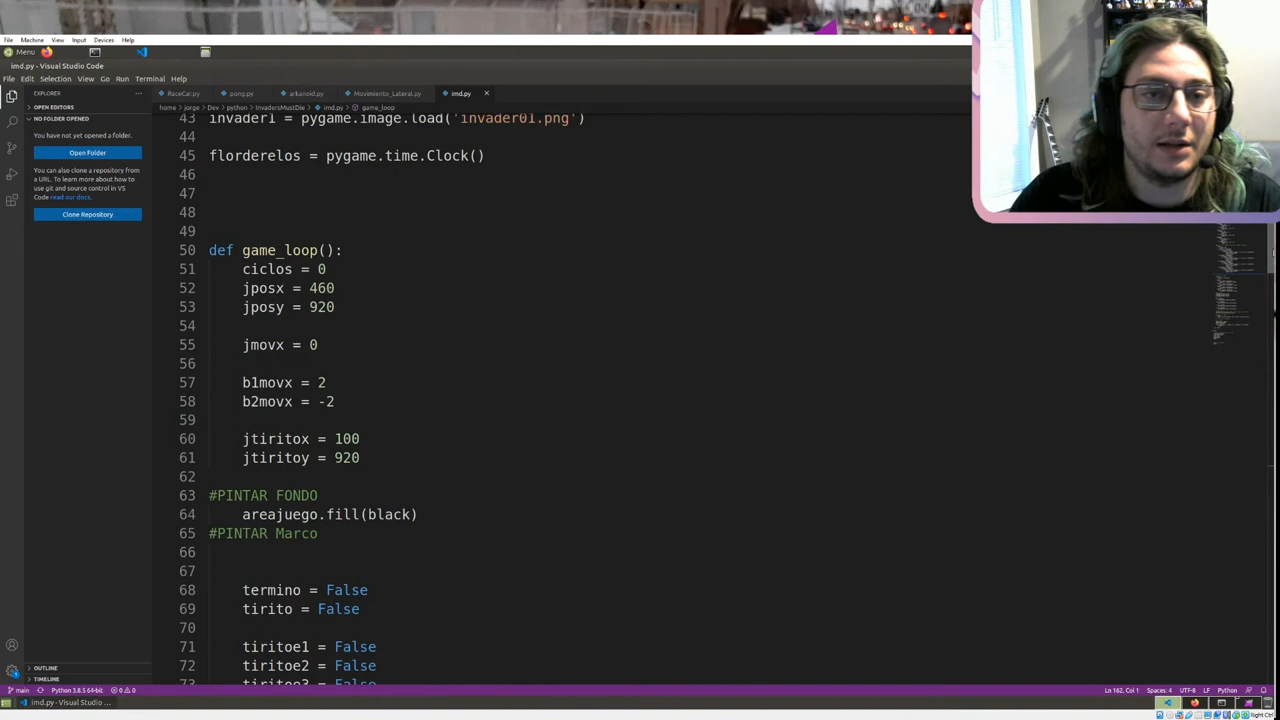 File Machine View Input Devices Help
Menu
imd.py - Visual Studio Code
File Edit Selection View Go Run Terminal Help
EXPLORER ···
RaceCar.py pong.py arkanoid.py Movimiento_Lateral.py imd.py
OPEN EDITORS
home > jorge > Dev > python > InvadersMustDie > imd.py > game_loop
NO FOLDER OPENED
You have not yet opened a folder.
Open Folder
You can also clone a repository from a URL. To learn more about how to use git and source control in VS Code read our docs.
Clone Repository
43 invader1 = pygame.image.load('invader01.png')
44
45 florderelos = pygame.time.Clock()
46
47
48
49
50 def game_loop():
51 ciclos = 0
52 jposx = 460
53 jposy = 920
54
55 jmovx = 0
56
57 b1movx = 2
58 b2movx = -2
59
60 jtiritox = 100
61 jtiritoy = 920
62
63 #PINTAR FONDO
64 areajuego.fill(black)
65 #PINTAR Marco
66
67
68 termino = False
69 tirito = False
70
71 tiritoe1 = False
72 tiritoe2 = False
73 tiritoe3 = False
OUTLINE
TIMELINE
main Python 3.8.5 64-bit 0 0 Ln 162, Col 1 Spaces: 4 UTF-8 LF Python
imd.py - Visual Studio ...
Right Ctrl